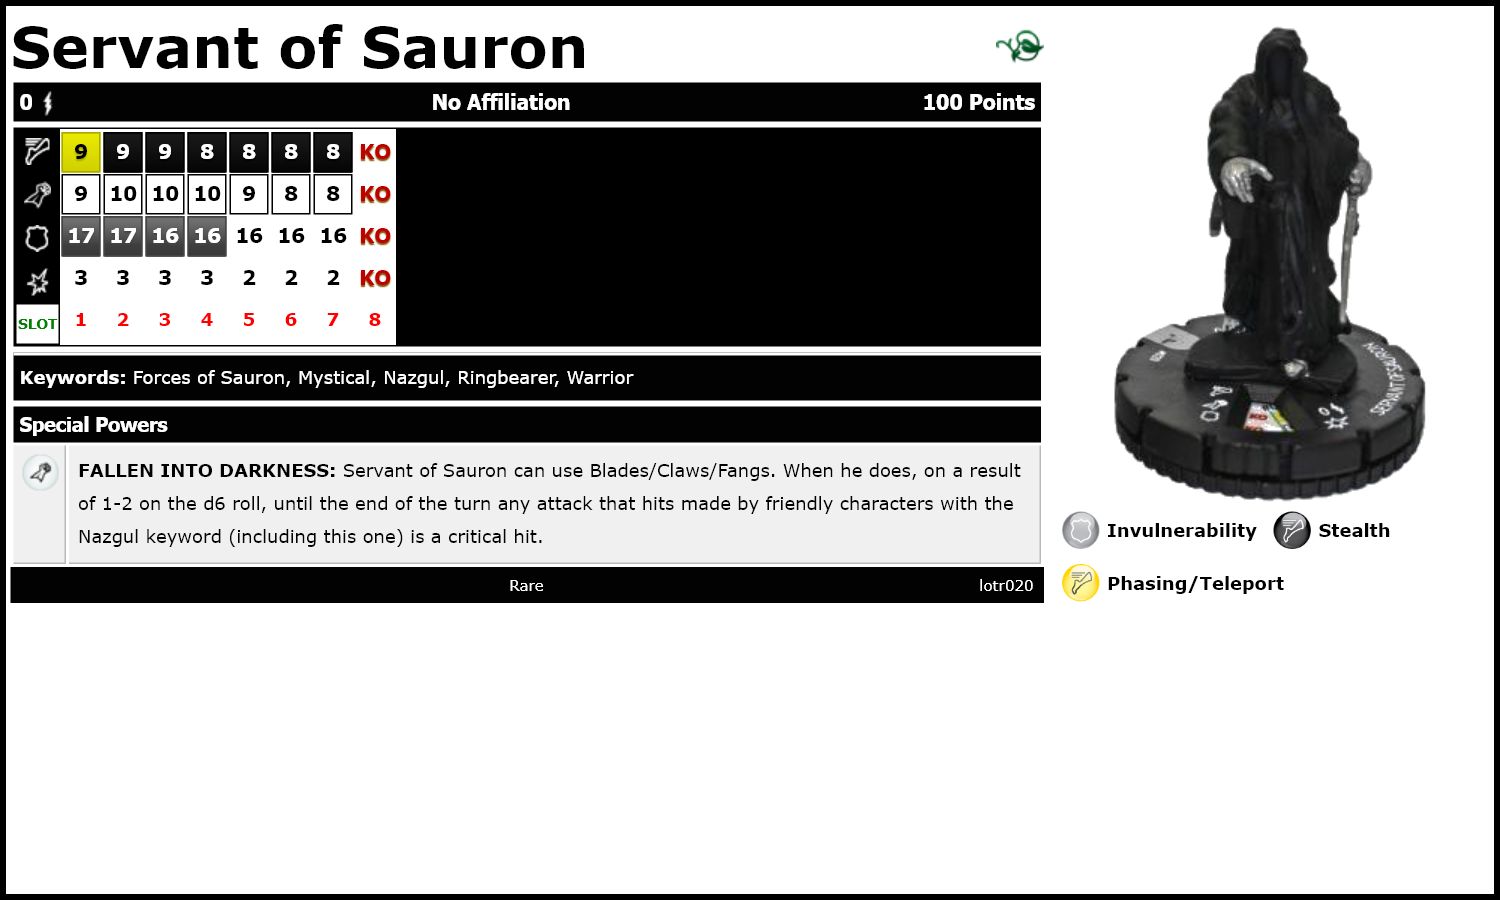 Servant of Sauron
0 No Affiliation 100 Points
9 9 9 8 8 8 8 KO
9 10 10 10 9 8 8 KO
17 17 16 16 16 16 16 KO
3 3 3 3 2 2 2 KO
SLOT 1 2 3 4 5 6 7 8
Keywords: Forces of Sauron, Mystical, Nazgul, Ringbearer, Warrior
Special Powers
FALLEN INTO DARKNESS: Servant of Sauron can use Blades/Claws/Fangs. When he does, on a result
of 1-2 on the d6 roll, until the end of the turn any attack that hits made by friendly characters with the
Nazgul keyword (including this one) is a critical hit.
Rare lotr020
SERVANT OF SAURON
020
Invulnerability Stealth
Phasing/Teleport